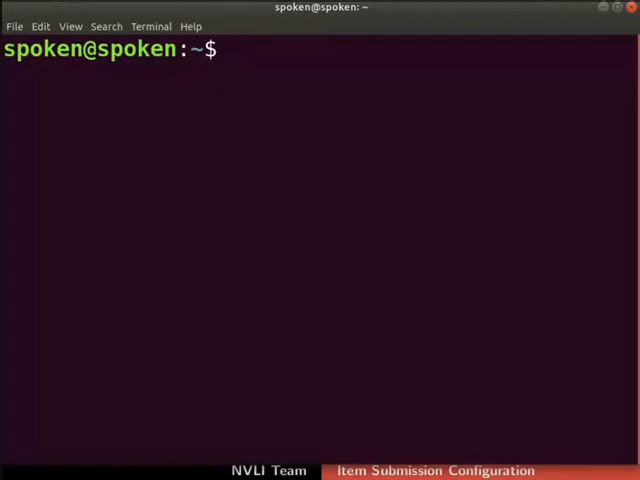 spoken@spoken: ~
File Edit View Search Terminal Help
spoken@spoken:~$
NVLI Team Item Submission Configuration